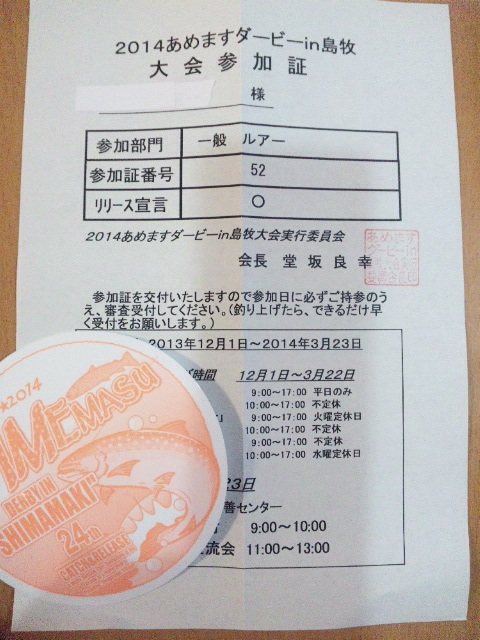 2014あめますダービーin島牧
大会参加証
様
参加部門 一般 ルアー
参加証番号 52
リリース宣言 ○
2014あめますダービーin島牧大会実行委員会
会長 堂坂良幸
参加証を交付いたしますので参加日に必ずご持参のう
え、審査受付してください。(釣り上げたら、できるだけ早
く受付をお願いします。)
2013年12月1日～2014年3月23日
時間 12月1日～3月22日
9:00～17:00 平日のみ
10:00～17:00 不定休
9:00～17:00 火曜定休日
10:00～17:00 不定休
9:00～17:00 不定休
10:00～17:00 水曜定休日
23日
善センター
9:00～10:00
流会 11:00～13:00
★2014
AMEMASU
DERBY IN
SHIMAMAKI"
24th
CATCH&RELEASE